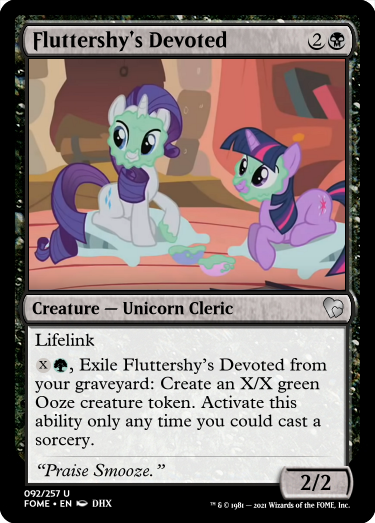 Fluttershy's Devoted 2
Creature — Unicorn Cleric
Lifelink
X, Exile Fluttershy's Devoted from
your graveyard: Create an X/X green
Ooze creature token. Activate this
ability only any time you could cast a
sorcery.
“Praise Smooze.”
2/2
092/257 U
FOME • EN DHX
™ & © 1981 — 2021 Wizards of the FOME, Inc.